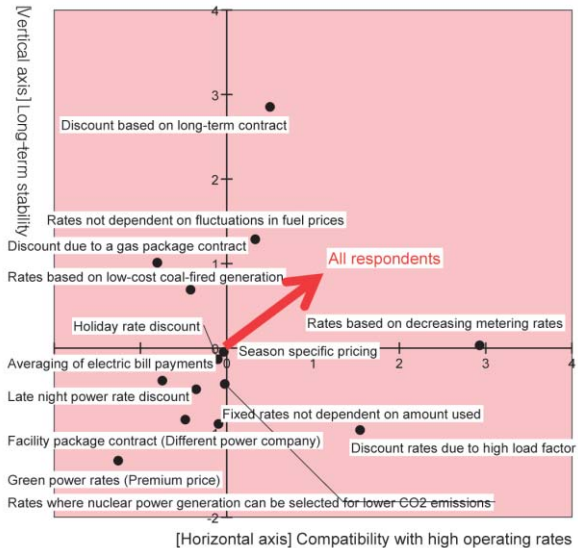 [Vertical axis] Long-term stability
4
3
Discount based on long-term contract
2
Rates not dependent on fluctuations in fuel prices
Discount due to a gas package contract
1
All respondents
Rates based on low-cost coal-fired generation
Holiday rate discount
Rates based on decreasing metering rates
0
Season specific pricing
1
2
3
Averaging of electric bill payments
Late night power rate discount
Fixed rates not dependent on amount used
Facility package contract (Different power company)
Discount rates due to high load factor
Green power rates (Premium price)
Rates where nuclear power generation can be selected for lower CO2 emissions
-2
[Horizontal axis] Compatibility with high operating rates